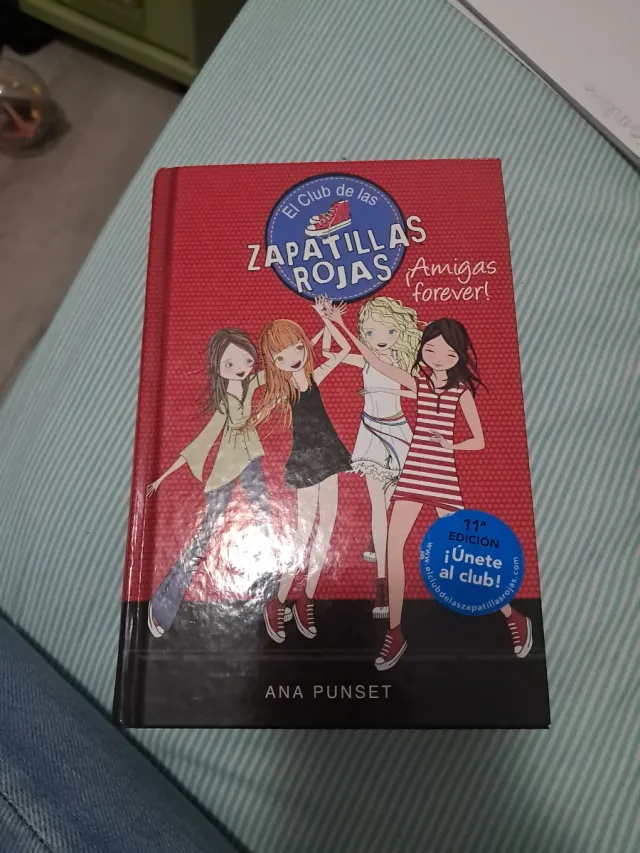 El Club de las
ZAPATILLAS
ROJAS
¡Amigas
forever!
11ª
EDICIÓN
¡Únete
al club!
www.elclubdelaszapatillasrojas.com
ANA PUNSET